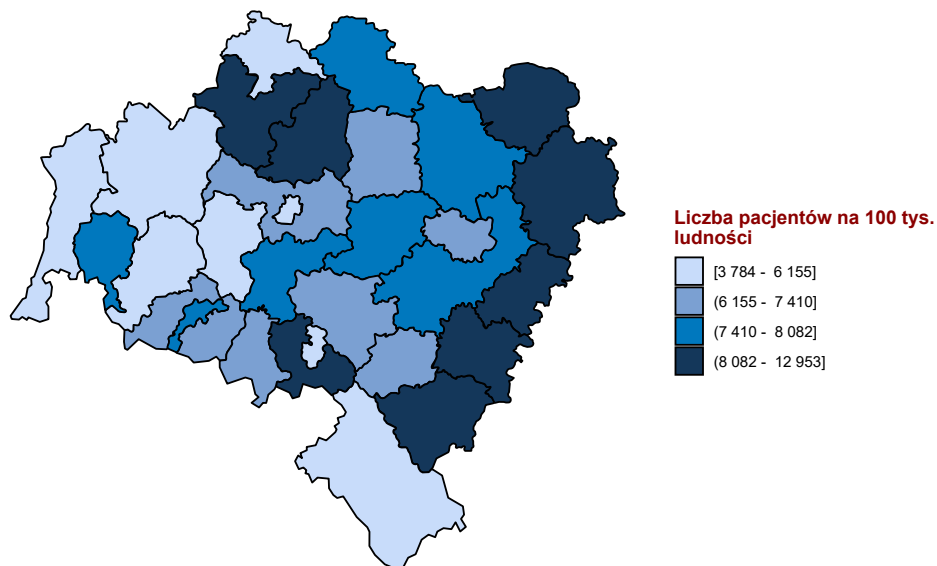 Liczba pacjentów na 100 tys.
ludności
[3 784 - 6 155]
(6 155 - 7 410]
(7 410 - 8 082]
(8 082 - 12 953]